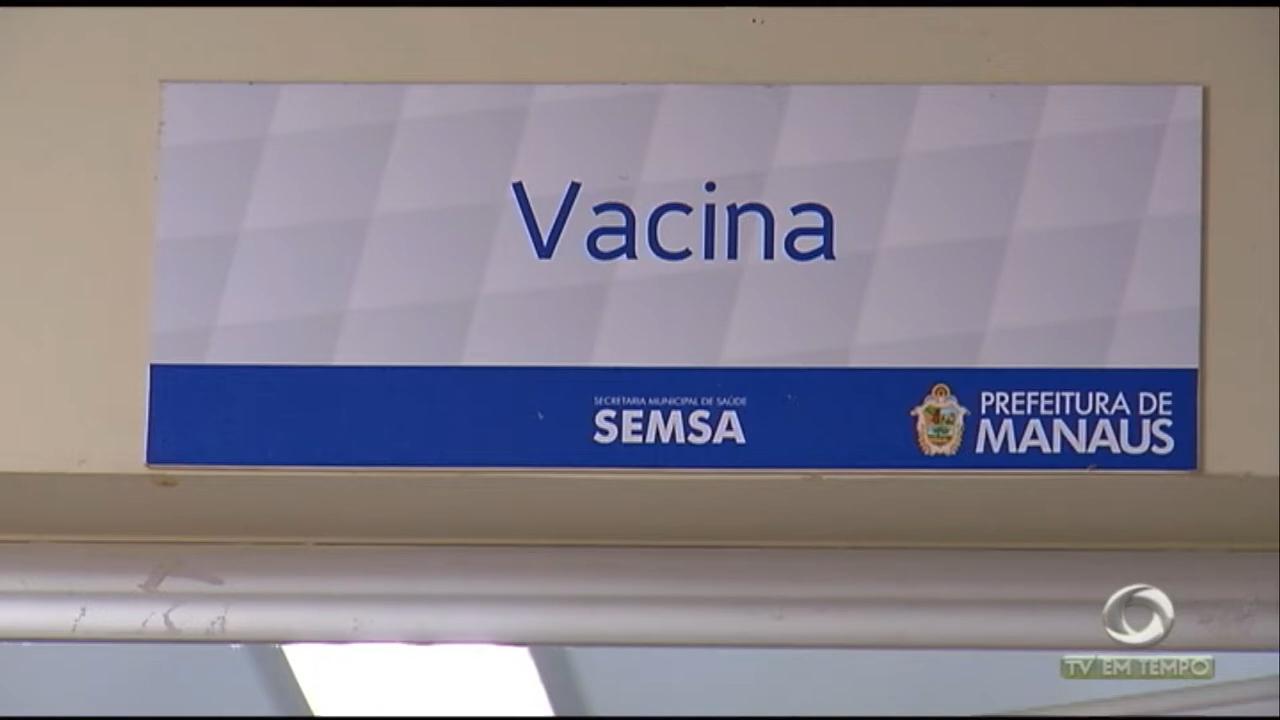 Vacina
SECRETARIA MUNICIPAL DE SAÚDE
SEMSA
PREFEITURA DE
MANAUS
TV EM TEMPO